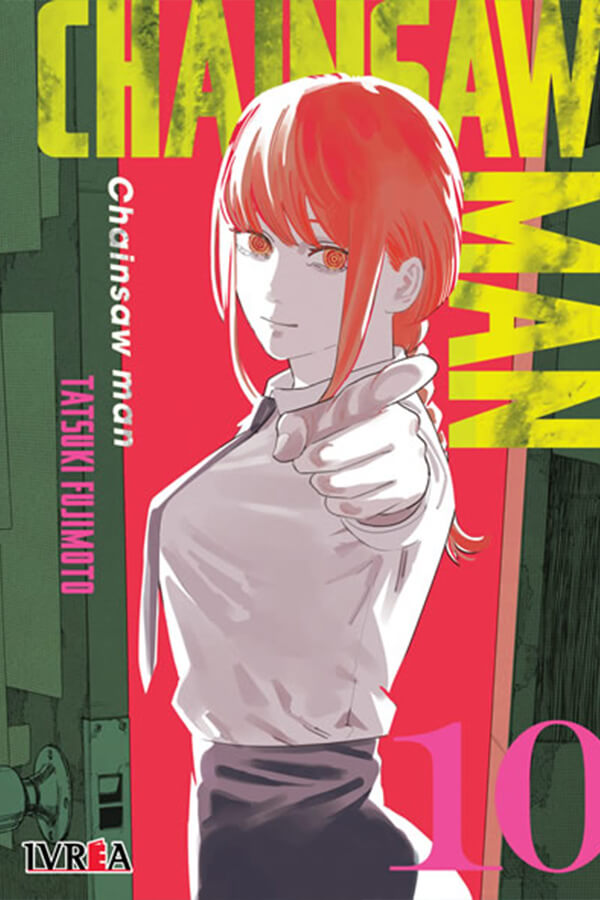 CHAINSAW
MAN
Chainsaw man
TATSUKI FUJIMOTO
10
IVREA